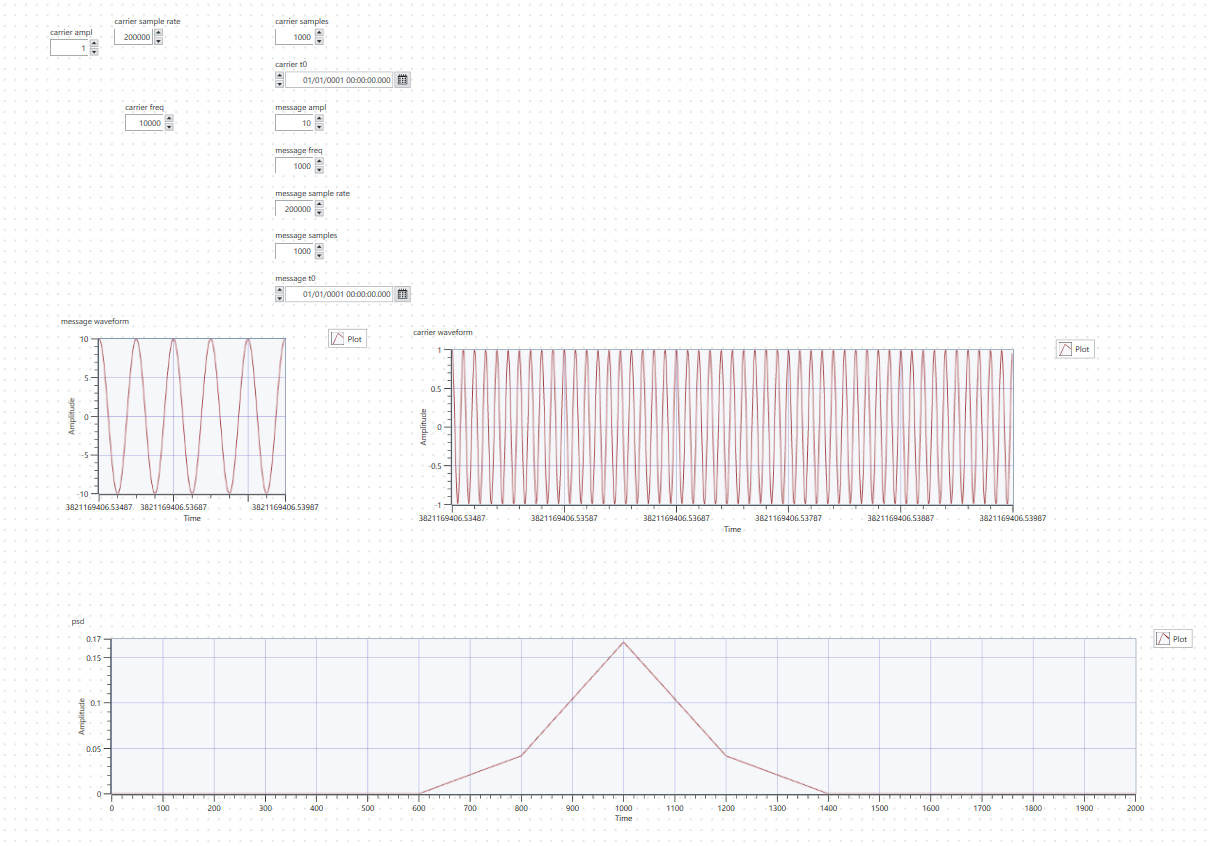 carrier ampl
1
carrier sample rate
200000
carrier samples
1000
carrier t0
01/01/0001 00:00:00.000
carrier freq
10000
message ampl
10
message freq
1000
message sample rate
200000
message samples
1000
message t0
01/01/0001 00:00:00.000
message waveform
Plot
10
5
0
-5
-10
Amplitude
3821169406.53487 3821169406.53687 3821169406.53987
Time
carrier waveform
Plot
1
0.5
0
-0.5
-1
Amplitude
3821169406.53487 3821169406.53587 3821169406.53687 3821169406.53787 3821169406.53887 3821169406.53987
Time
psd
Plot
0.17
0.15
0.1
0.05
0
Amplitude
0 100 200 300 400 500 600 700 800 900 1000 1100 1200 1300 1400 1500 1600 1700 1800 1900 2000
Time